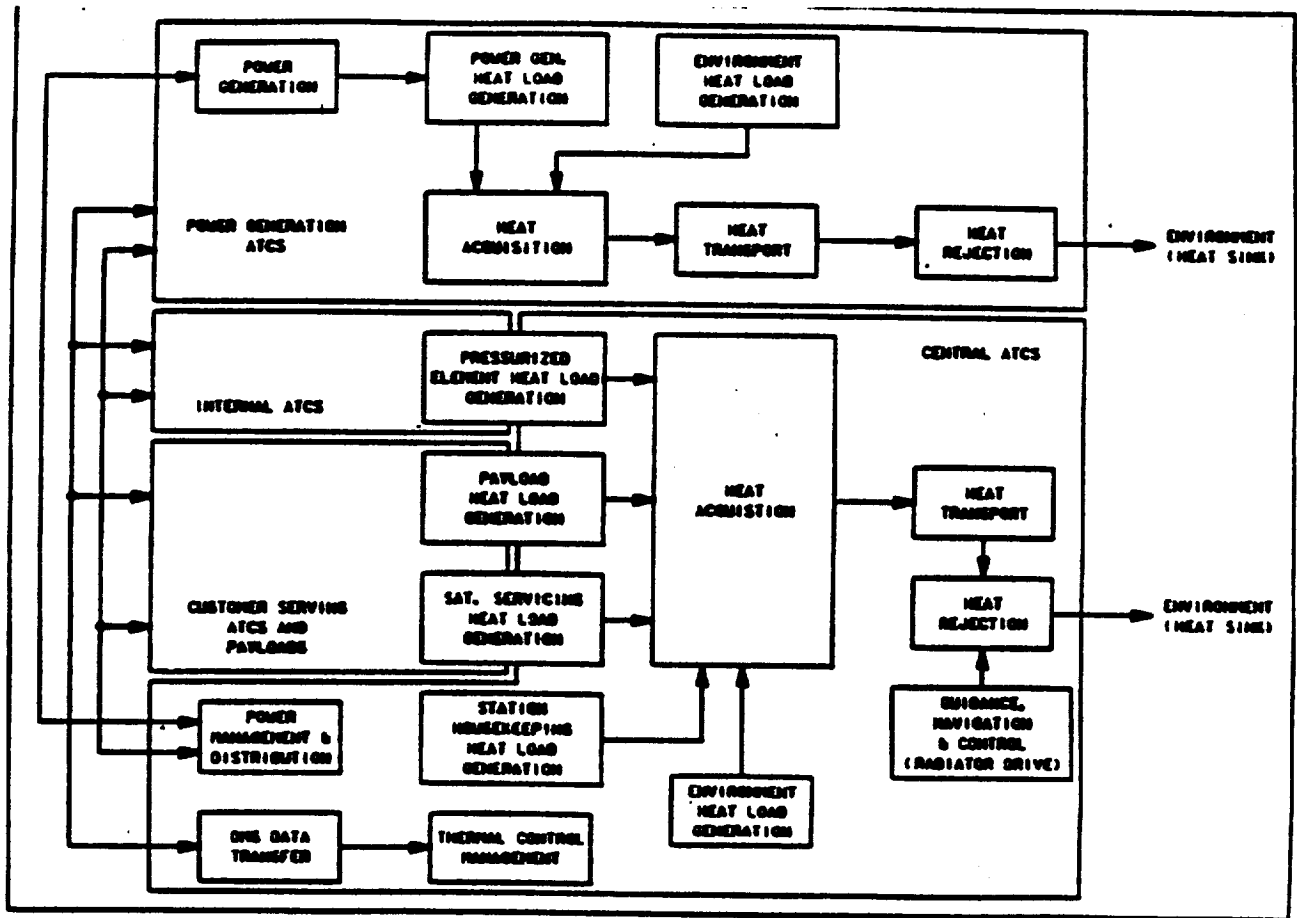 POWER
GENERATION
POWER GEN.
HEAT LOAD
GENERATION
ENVIRONMENT
HEAT LOAD
GENERATION
POWER GENERATION
ATCS
HEAT
ACQUISITION
HEAT
TRANSPORT
HEAT
REJECTION
ENVIRONMENT
(HEAT SINK)
INTERNAL ATCS
PRESSURIZED
ELEMENT HEAT LOAD
GENERATION
CENTRAL ATCS
PAYLOAD
HEAT LOAD
GENERATION
HEAT
ACQUISTION
HEAT
TRANSPORT
CUSTOMER SERVING
ATCS AND
PAYLOADS
SAT. SERVICING
HEAT LOAD
GENERATION
HEAT
REJECTION
ENVIRONMENT
(HEAT SINK)
POWER
MANAGEMENT &
DISTRIBUTION
STATION
HOUSEKEEPING
HEAT LOAD
GENERATION
GUIDANCE,
NAVIGATION
& CONTROL
(RADIATOR DRIVE)
ENVIRONMENT
HEAT LOAD
GENERATION
DMS DATA
TRANSFER
THERMAL CONTROL
MANAGEMENT